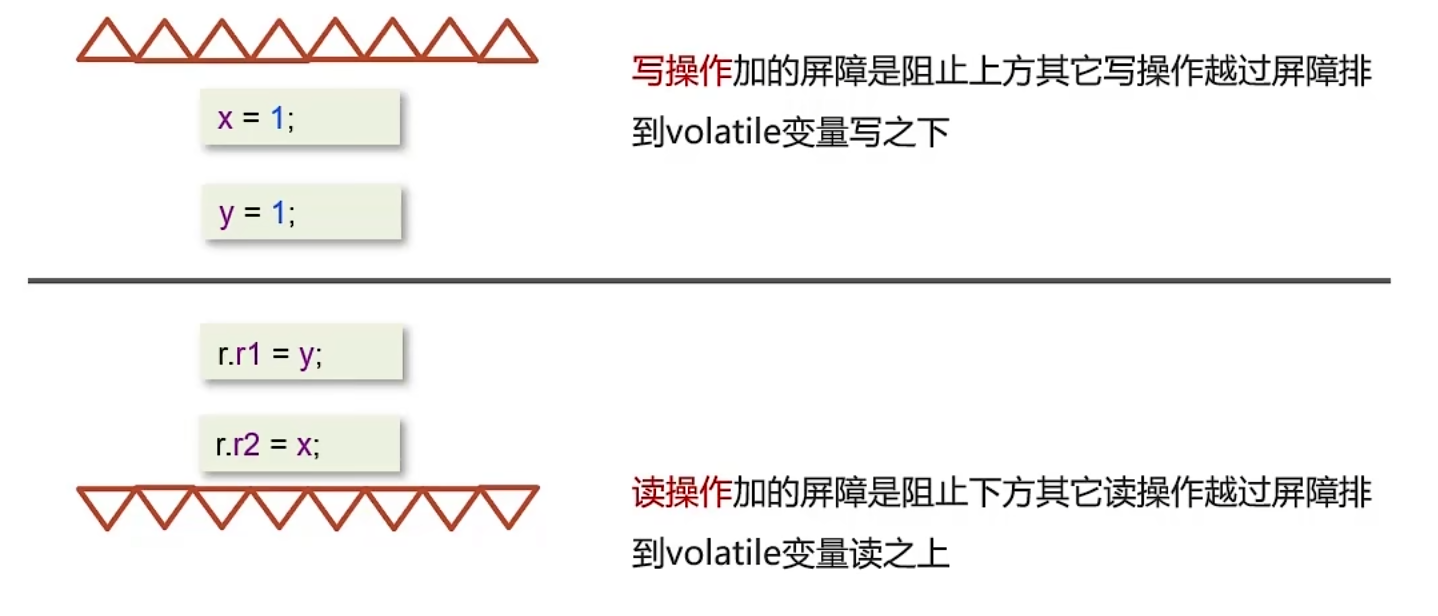 x = 1;
写操作加的屏障是阻止上方其它写操作越过屏障排
到volatile变量写之下
y = 1;
r.r1 = y;
r.r2 = x;
读操作加的屏障是阻止下方其它读操作越过屏障排
到volatile变量读之上